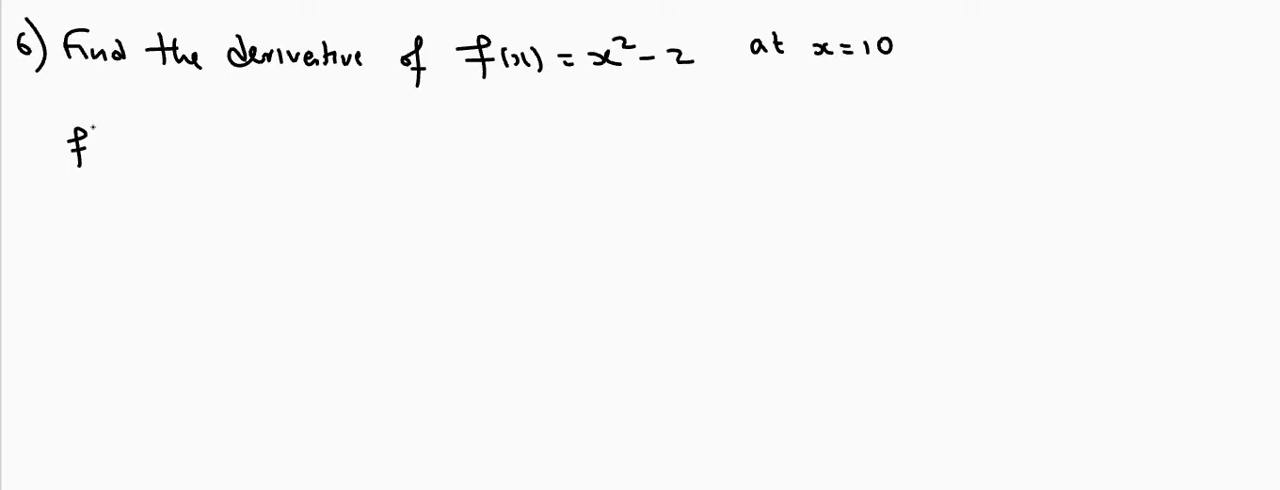 6) Find the derivative of f(x) = x² - 2 at x = 10
f'